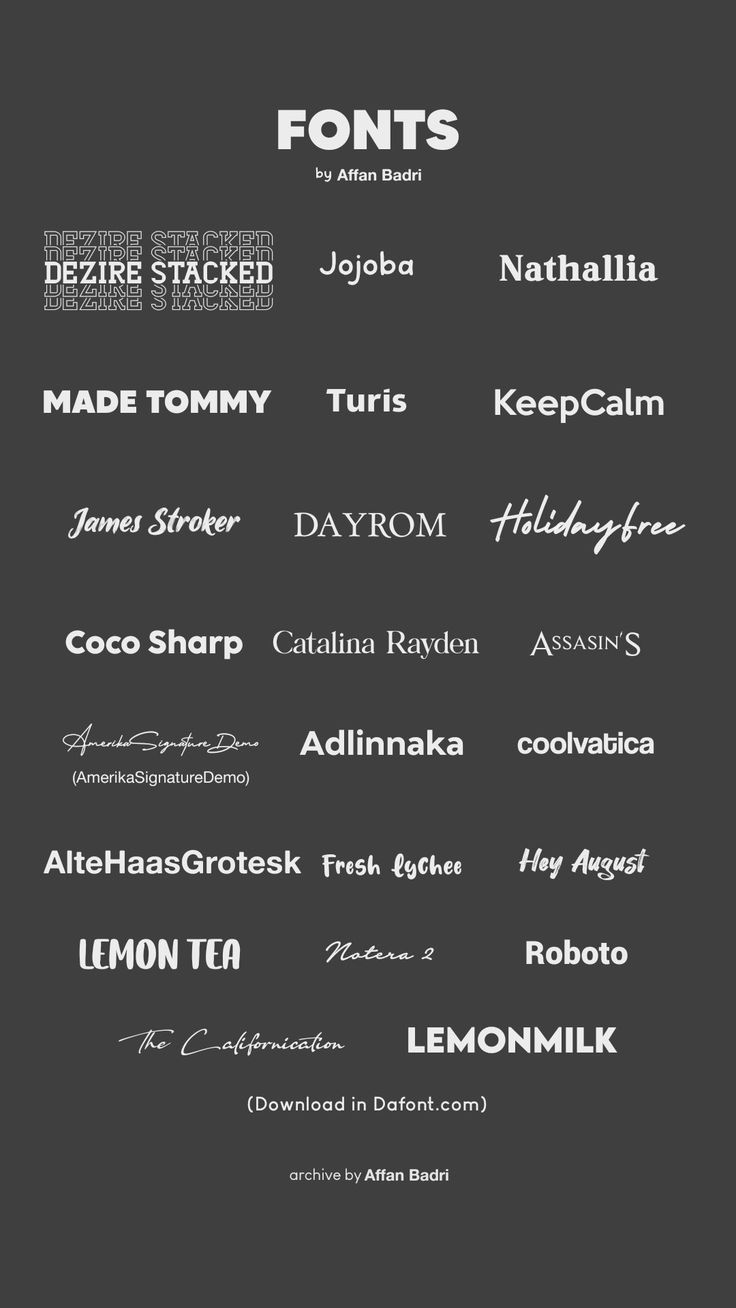 FONTS
by Affan Badri
DEZIRE STACKED
DEZIRE STACKED
DEZIRE STACKED
DEZIRE STACKED
DEZIRE STACKED
Jojoba
Nathallia
MADE TOMMY
Turis
KeepCalm
James Stroker
DAYROM
Holidayfree
Coco Sharp
Catalina Rayden
ASSASIN'S
AmerikaSignatureDemo
(AmerikaSignatureDemo)
Adlinnaka
coolvatica
AlteHaasGrotesk
Fresh lychee
Hey August
LEMON TEA
Notera 2
Roboto
The Californication
LEMONMILK
(Download in Dafont.com)
archive by Affan Badri